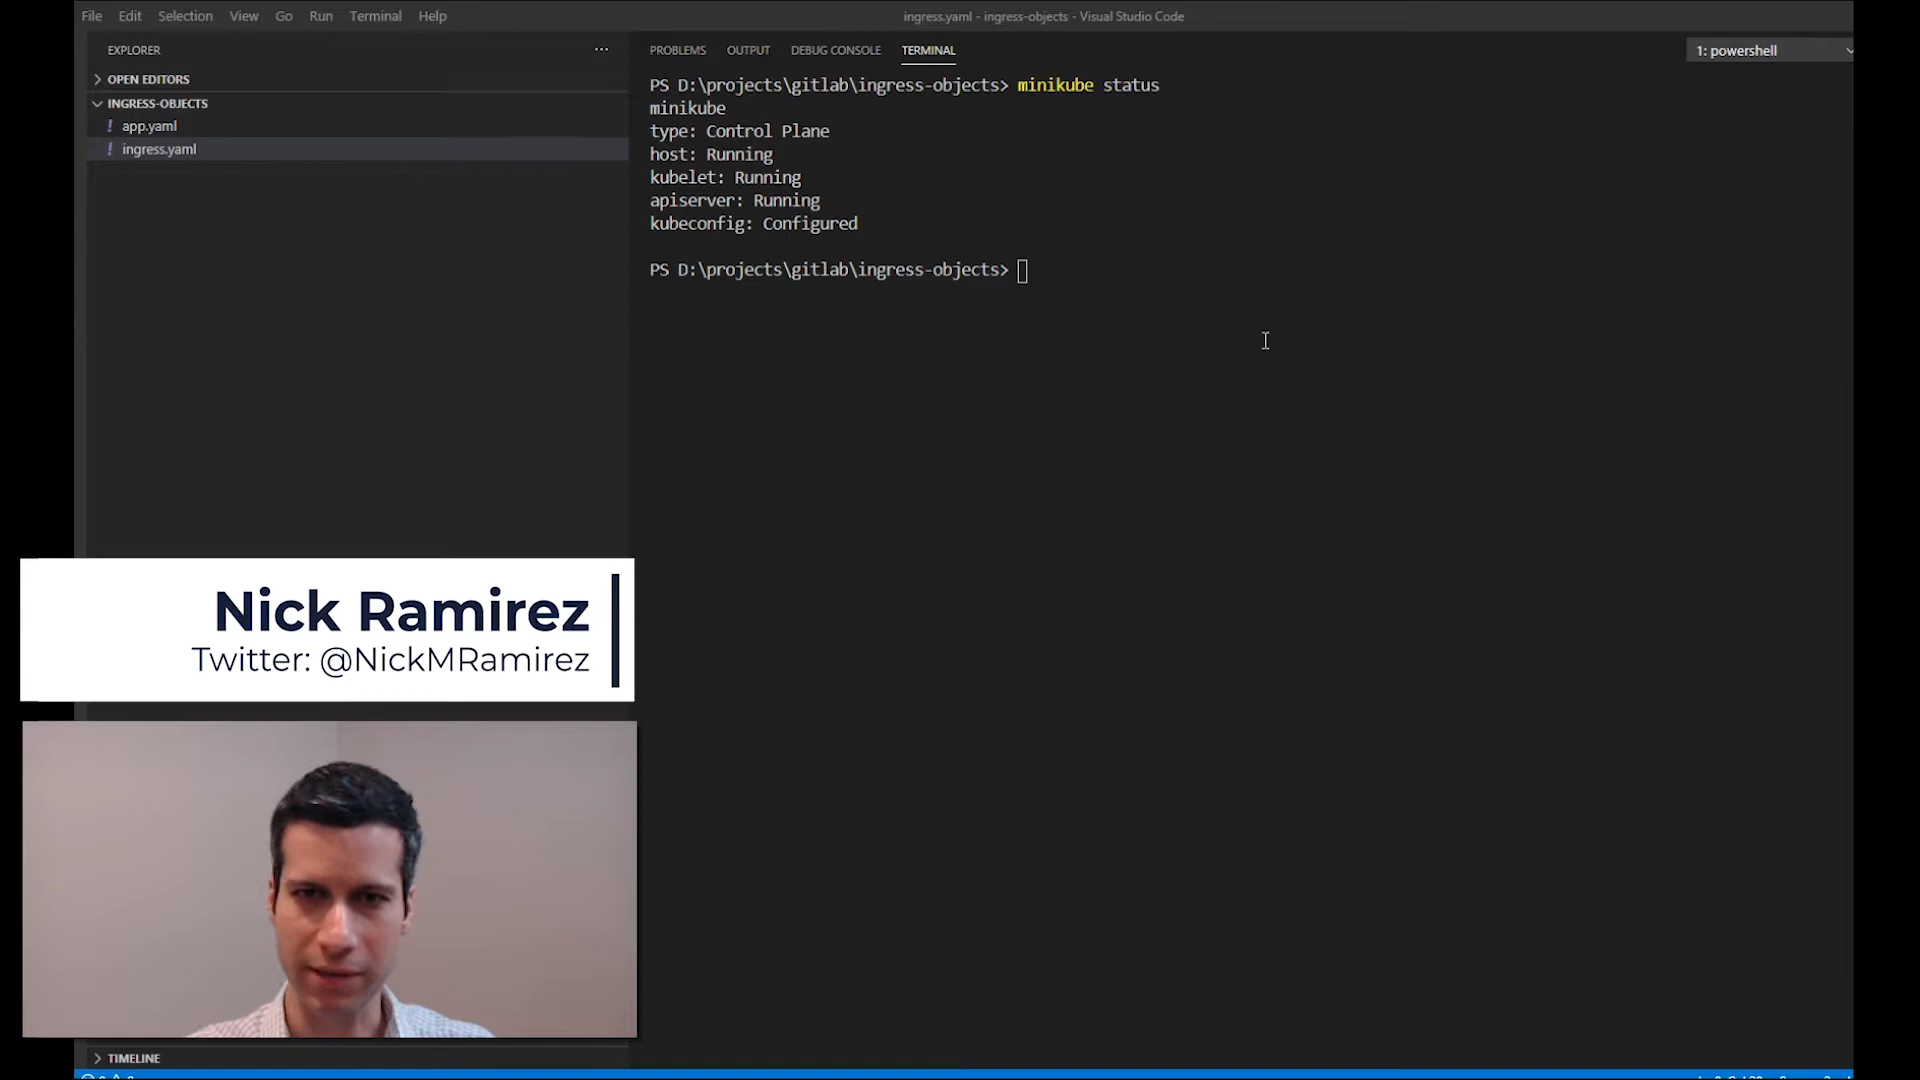 File Edit Selection View Go Run Terminal Help
ingress.yaml - ingress-objects - Visual Studio Code
EXPLORER
OPEN EDITORS
INGRESS-OBJECTS
! app.yaml
! ingress.yaml
PROBLEMS OUTPUT DEBUG CONSOLE TERMINAL
1: powershell
PS D:\projects\gitlab\ingress-objects> minikube status
minikube
type: Control Plane
host: Running
kubelet: Running
apiserver: Running
kubeconfig: Configured
PS D:\projects\gitlab\ingress-objects>
Nick Ramirez
Twitter: @NickMRamirez
TIMELINE